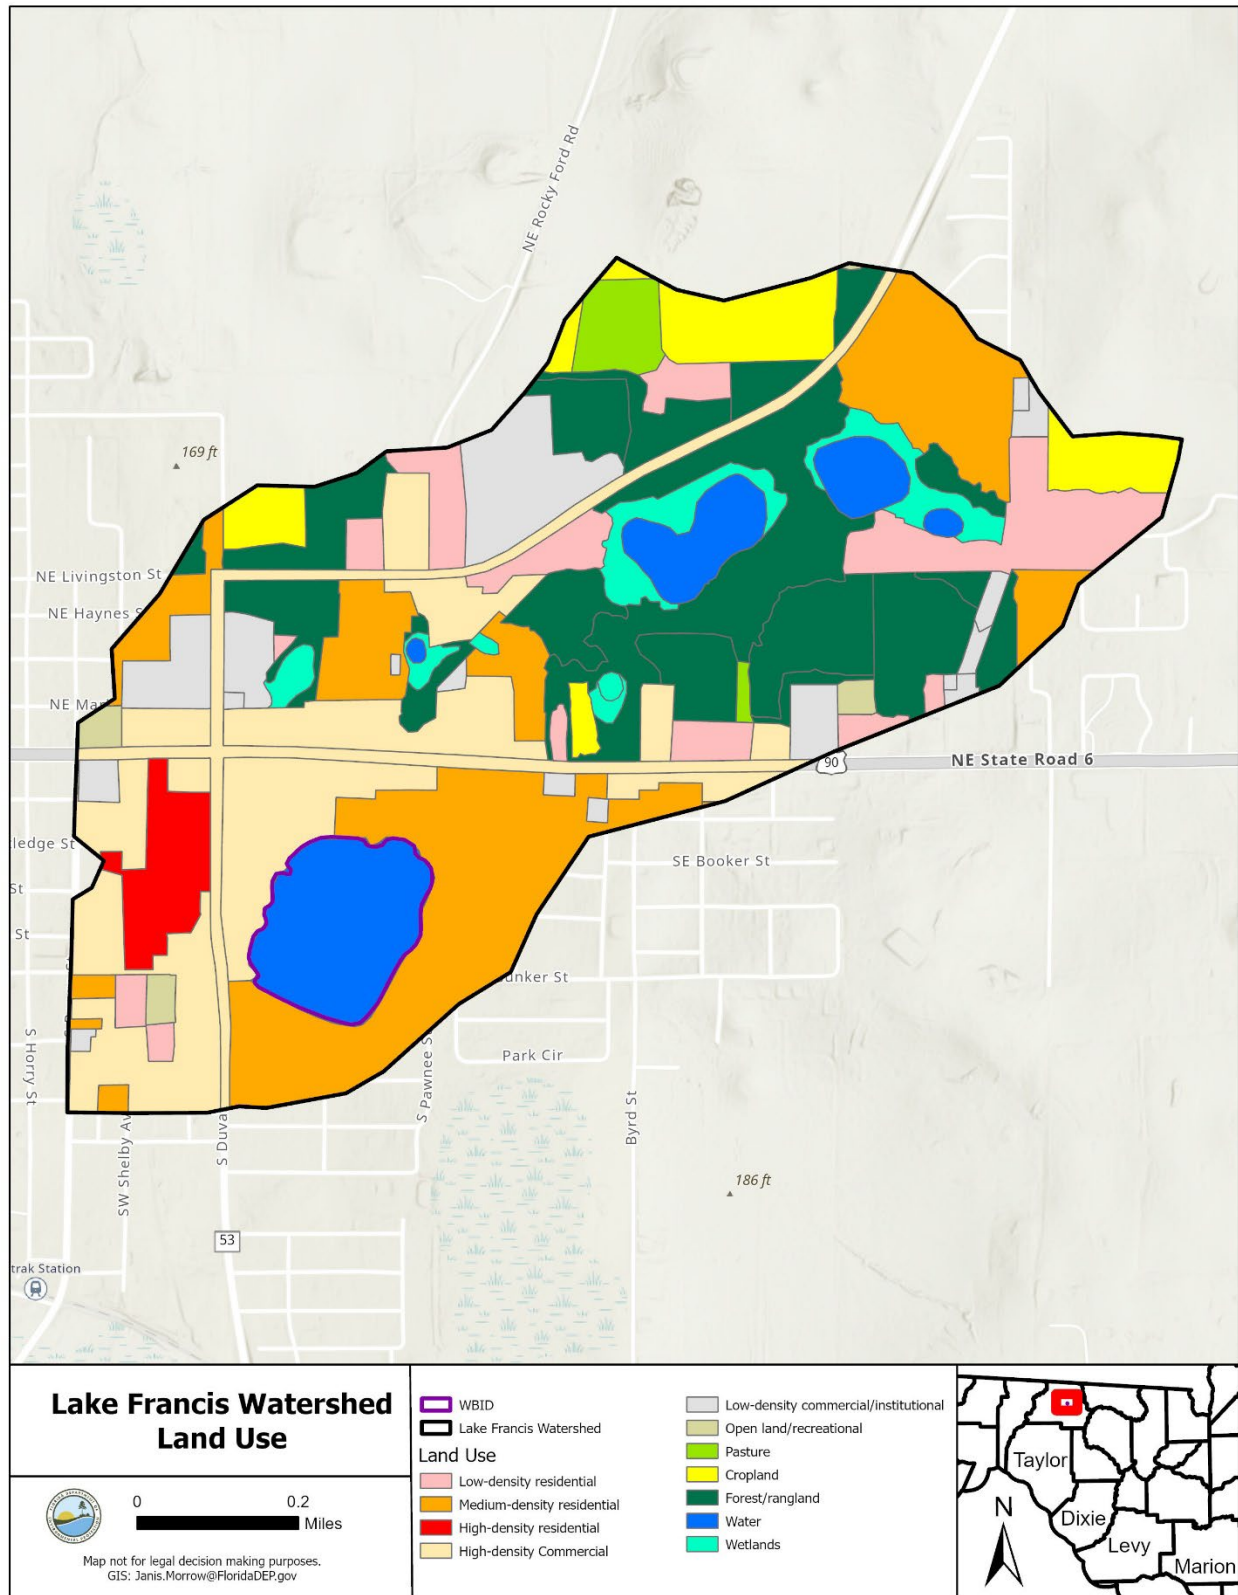 NE Rocky Ford Rd
169 ft
NE Livingston St
NE Haynes S
NE Mar
90
NE State Road 6
ledge St
SE Booker St
St
St
unker St
S Horry St
Park Cir
S Pawnee S
Byrd St
SW Shelby Av
S Duva
186 ft
53
trak Station
Lake Francis Watershed
Land Use
0 0.2
Miles
Map not for legal decision making purposes.
GIS: Janis.Morrow@FloridaDEP.gov
WBID
Lake Francis Watershed
Land Use
Low-density residential
Medium-density residential
High-density residential
High-density Commercial
Low-density commercial/institutional
Open land/recreational
Pasture
Cropland
Forest/rangland
Water
Wetlands
Taylor
Dixie
Levy
Marion
N